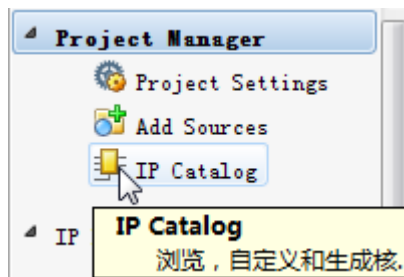 Project Manager
Project Settings
Add Sources
IP Catalog
IP
IP Catalog
浏览，自定义和生成核.